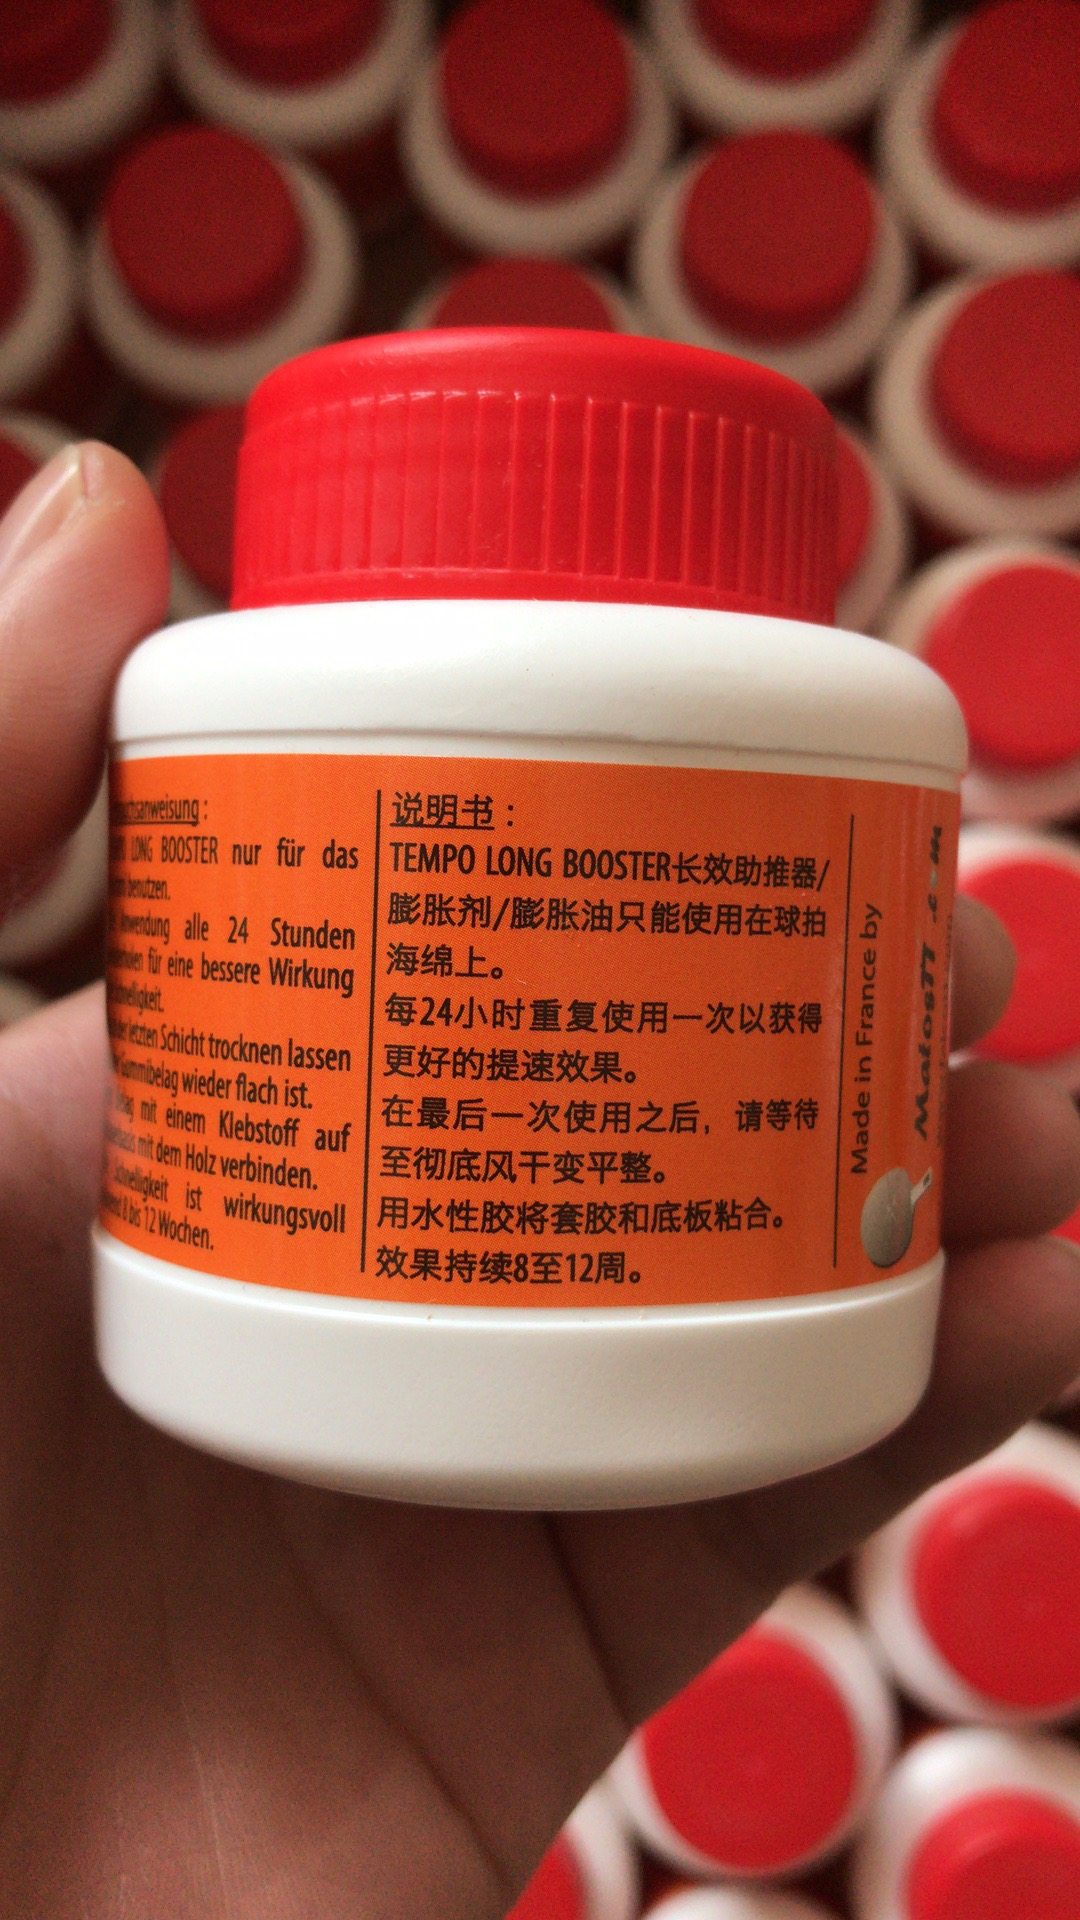 LONG BOOSTER nur für das
benutzen.
alle 24 Stunden
für eine bessere Wirkung
letzten Schicht trocknen lassen
Gummibelag wieder flach ist.
mit einem Klebstoff auf
mit dem Holz verbinden.
ist wirkungsvoll
8 bis 12 Wochen.
说明书：
TEMPO LONG BOOSTER长效助推器/
膨胀剂/膨胀油只能使用在球拍
海绵上。
每24小时重复使用一次以获得
更好的提速效果。
在最后一次使用之后，请等待
至彻底风干变平整。
用水性胶将套胶和底板粘合。
效果持续8至12周。
Made in France by